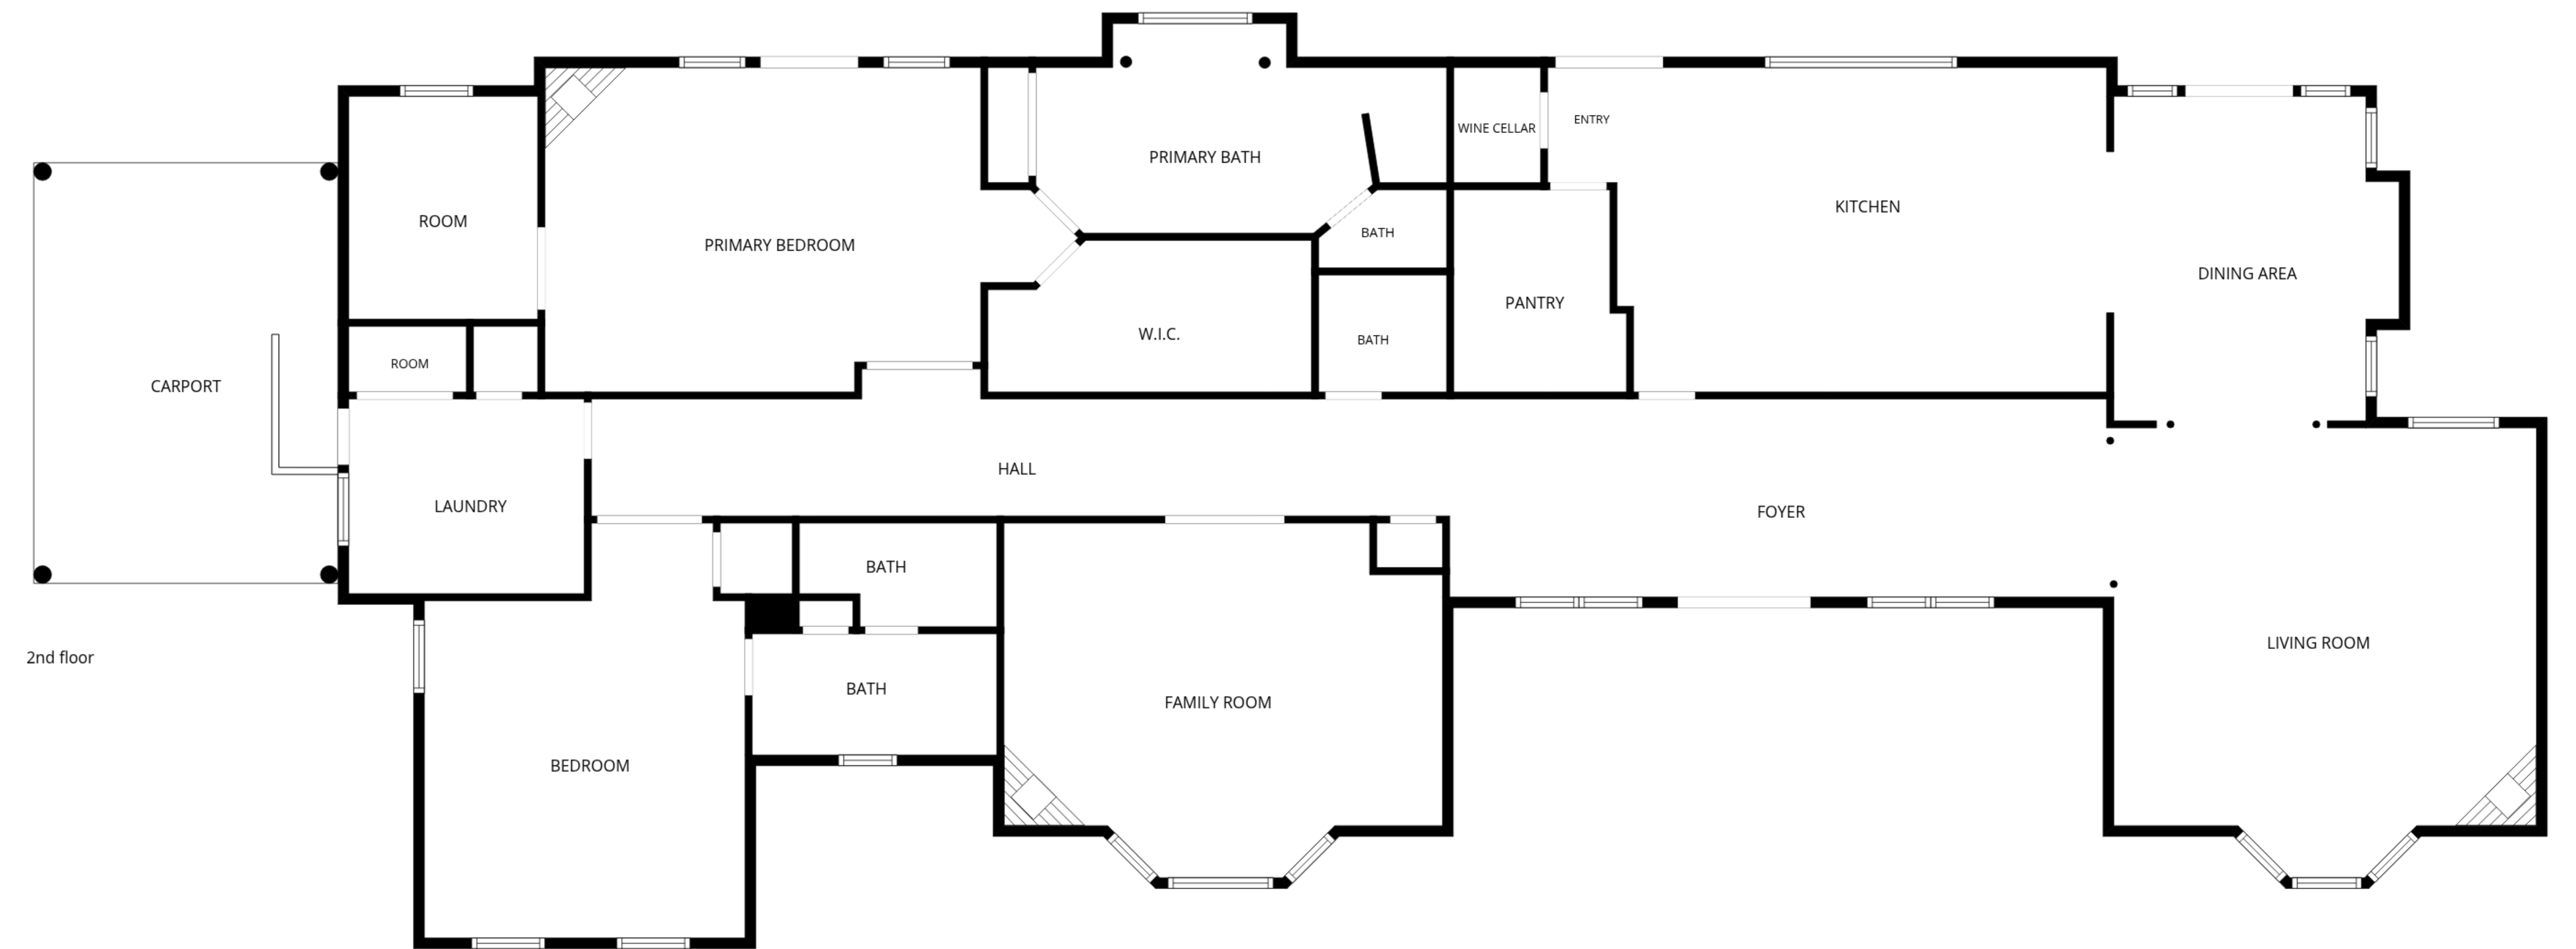 WINE CELLAR
ENTRY
PRIMARY BATH
KITCHEN
ROOM
BATH
PRIMARY BEDROOM
DINING AREA
PANTRY
W.I.C.
BATH
ROOM
CARPORT
HALL
LAUNDRY
FOYER
BATH
LIVING ROOM
2nd floor
BATH
FAMILY ROOM
BEDROOM